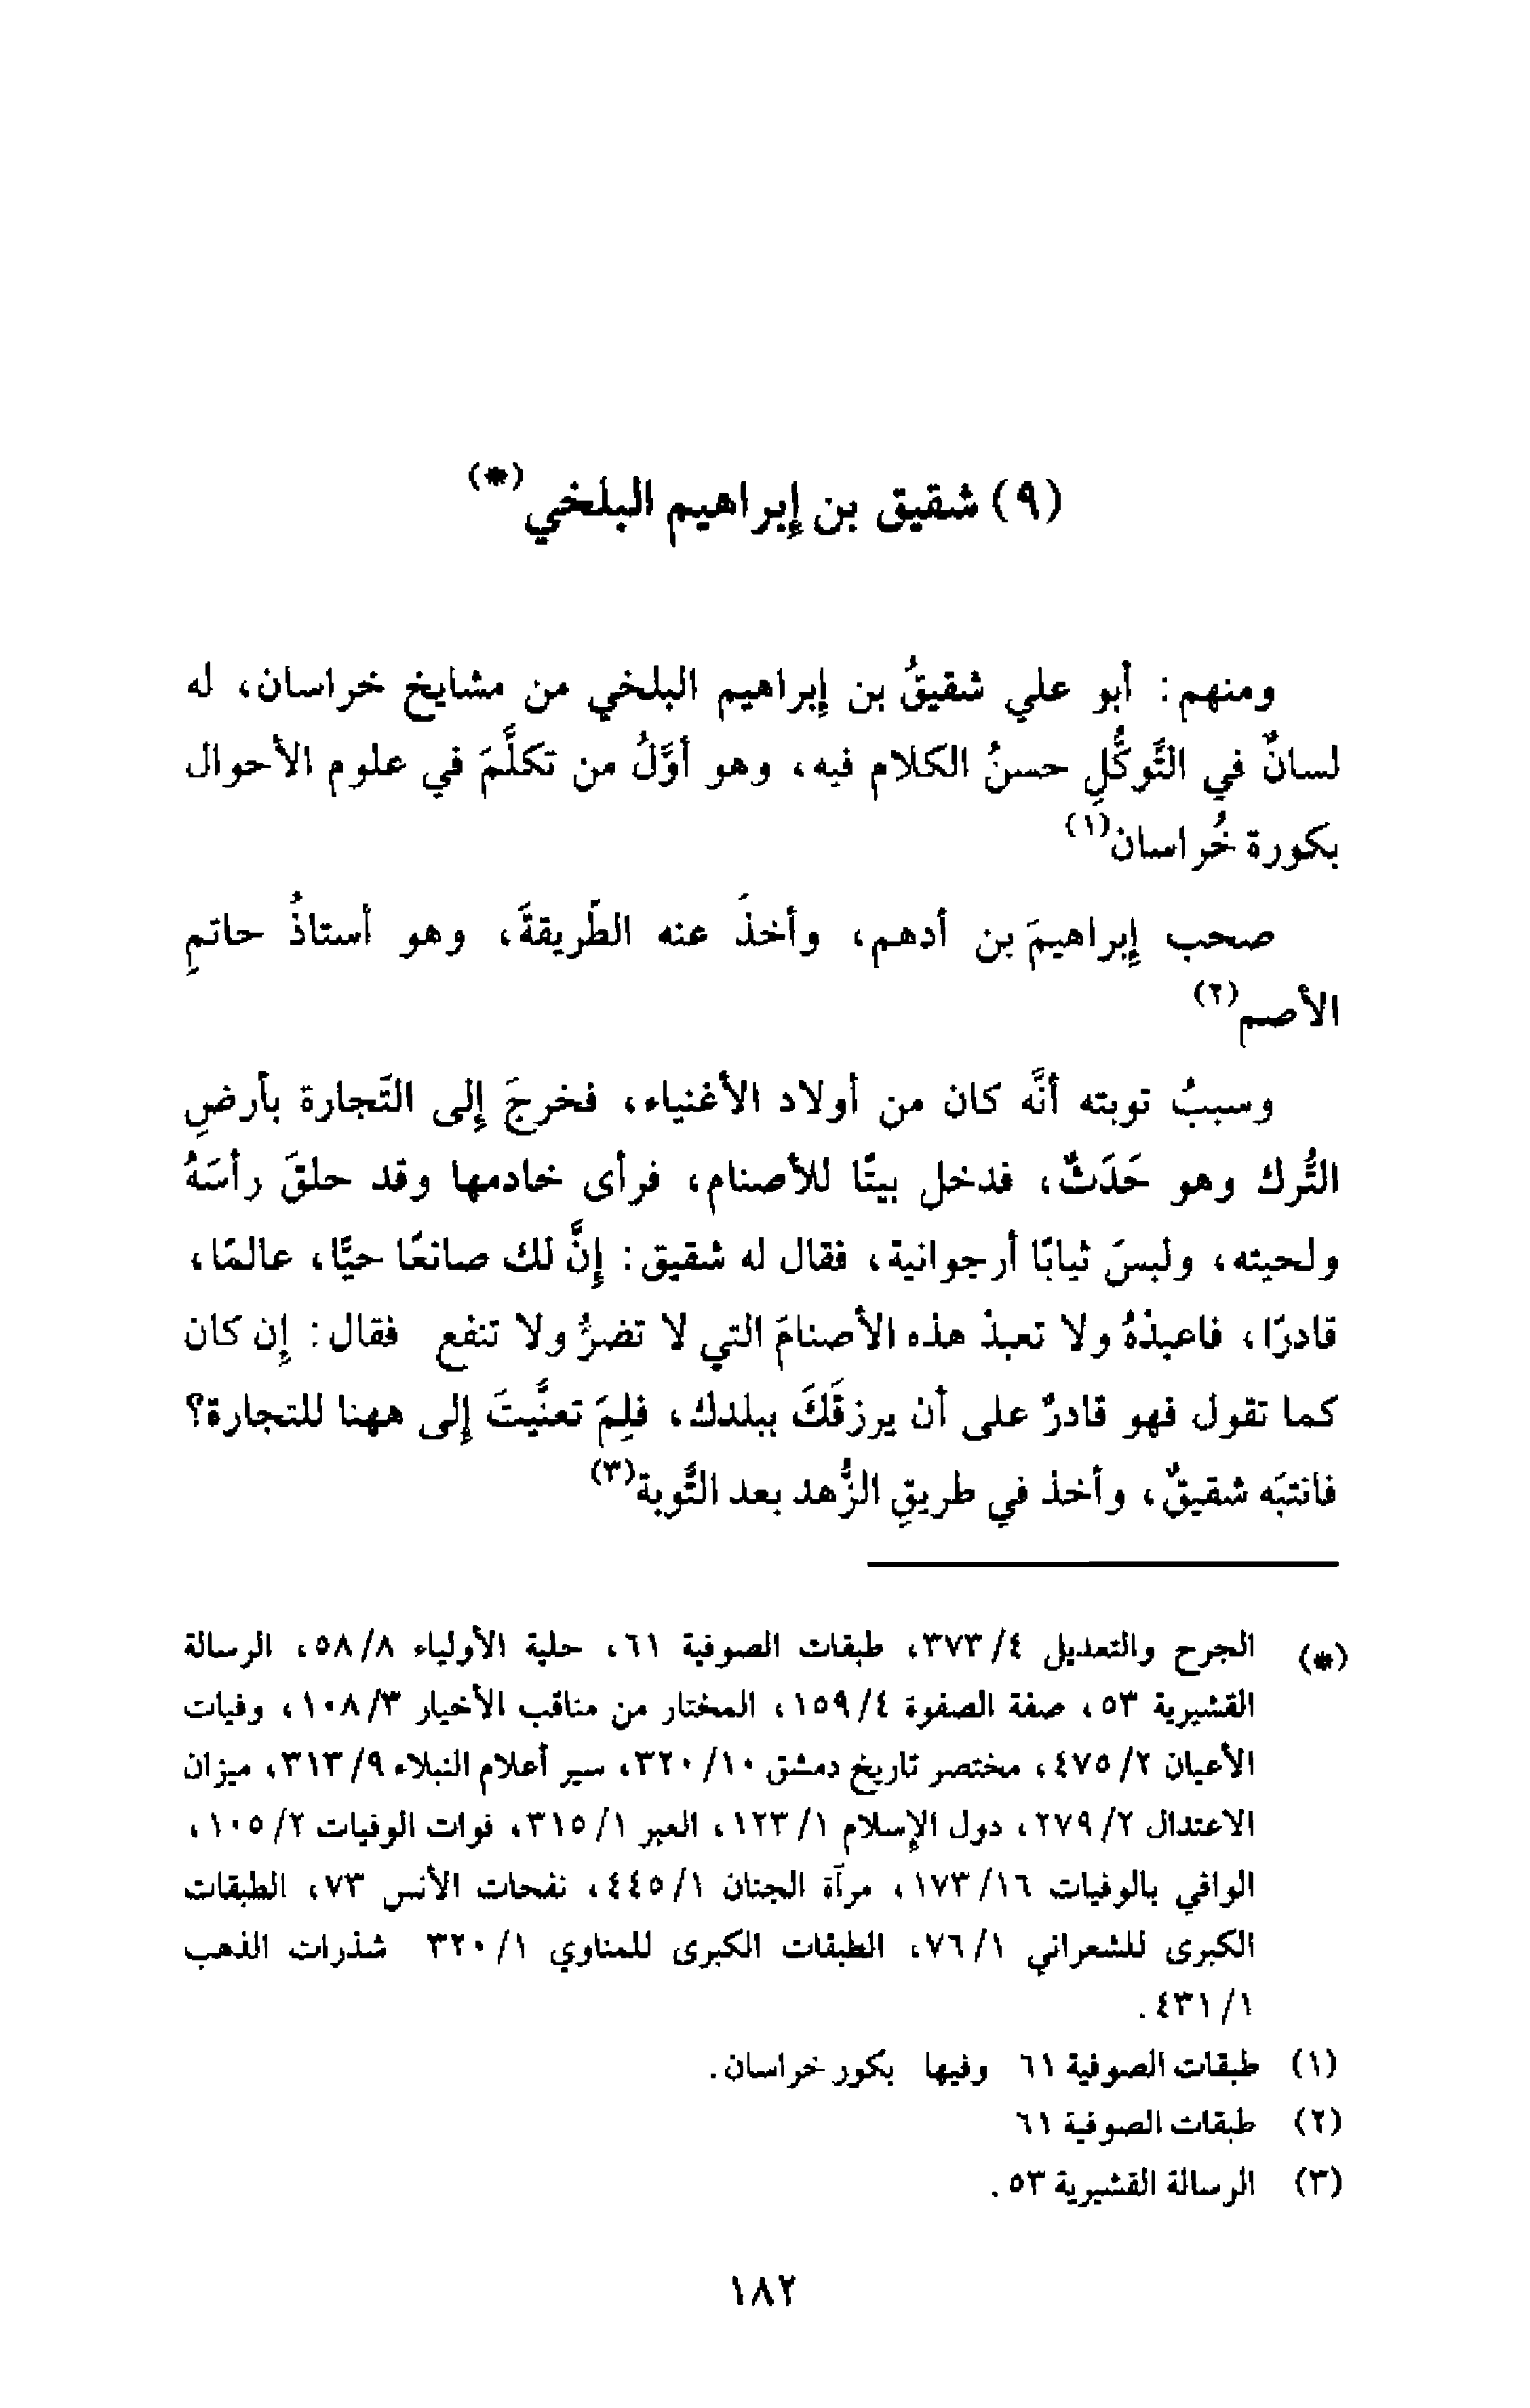 (٩) شقيق بن إبراهيم البلخي(*)
ومنهم: أبو علي شقيقُ بن إبراهيم البلخي من مشايخ خراسان، له
لسانٌ في التَّوكُّلِ حسنُ الكلام فيه، وهو أوَّلُ من تكلَّمَ في علوم الأحوال
بكورة خُراسان(١)
صحب إبراهيمَ بن أدهم، وأخذَ عنه الطَّريقةَ، وهو أستاذُ حاتمِ
الأصم(٢)
وسببُ توبته أنَّه كان من أولاد الأغنياء، فخرجَ إلى التِّجارة بأرضِ
التُّرك وهو حَدَثٌ، فدخل بيتًا للأصنام، فرأى خادمها وقد حلقَ رأسَهُ
ولحيته، ولبسَ ثيابًا أرجوانية، فقال له شقيق: إنَّ لك صانعًا حيًّا، عالمًا،
قادرًا، فاعبدْهُ ولا تعبدْ هذه الأصنامَ التي لا تضرُّ ولا تنفع فقال: إن كان
كما تقول فهو قادرٌ على أن يرزقَكَ ببلدك، فلِمَ تعنَّيتَ إلى ههنا للتجارة؟
فانتبَه شقيقٌ، وأخذ في طريقِ الزُّهد بعد التَّوبة(٣)
(*) الجرح والتعديل ٤/ ٣٧٣، طبقات الصوفية ٦١، حلية الأولياء ٨/ ٥٨، الرسالة
القشيرية ٥٣، صفة الصفوة ٤/ ١٥٩، المختار من مناقب الأخيار ٣/ ١٠٨، وفيات
الأعيان ٢/ ٤٧٥، مختصر تاريخ دمشق ١٠/ ٣٢٠، سير أعلام النبلاء ٩/ ٣١٣، ميزان
الاعتدال ٢/ ٢٧٩، دول الإسلام ١/ ١٢٣، العبر ١/ ٣١٥، فوات الوفيات ٢/ ١٠٥،
الوافي بالوفيات ١٦/ ١٧٣، مرآة الجنان ١/ ٤٤٥، نفحات الأنس ٧٣، الطبقات
الكبرى للشعراني ١/ ٧٦، الطبقات الكبرى للمناوي ١/ ٣٢٠ شذرات الذهب
١/ ٤٣١.
(١) طبقات الصوفية ٦١ وفيها بكور خراسان.
(٢) طبقات الصوفية ٦١
(٣) الرسالة القشيرية ٥٣.
١٨٢